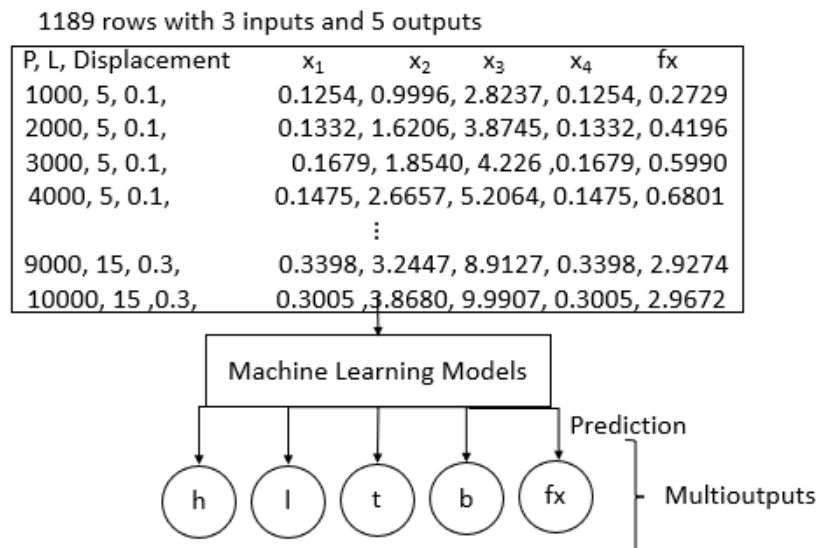 1189 rows with 3 inputs and 5 outputs
P, L, Displacement x₁ x₂ x₃ x₄ fx
1000, 5, 0.1, 0.1254, 0.9996, 2.8237, 0.1254, 0.2729
2000, 5, 0.1, 0.1332, 1.6206, 3.8745, 0.1332, 0.4196
3000, 5, 0.1, 0.1679, 1.8540, 4.226 ,0.1679, 0.5990
4000, 5, 0.1, 0.1475, 2.6657, 5.2064, 0.1475, 0.6801
⋮
9000, 15, 0.3, 0.3398, 3.2447, 8.9127, 0.3398, 2.9274
10000, 15 ,0.3, 0.3005 ,3.8680, 9.9907, 0.3005, 2.9672
Machine Learning Models
Prediction
h l t b fx
Multioutputs